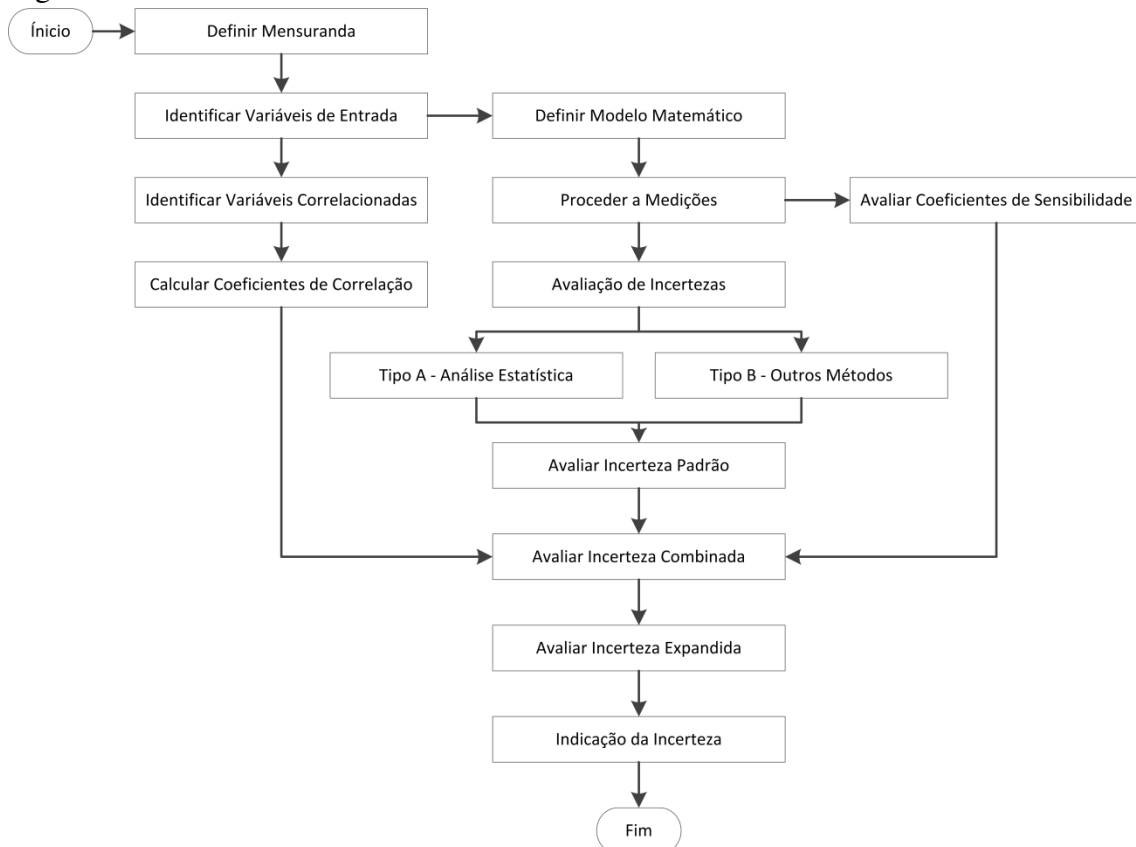 Ínicio
Definir Mensuranda
Identificar Variáveis de Entrada
Definir Modelo Matemático
Identificar Variáveis Correlacionadas
Proceder a Medições
Avaliar Coeficientes de Sensibilidade
Calcular Coeficientes de Correlação
Avaliação de Incertezas
Tipo A - Análise Estatística
Tipo B - Outros Métodos
Avaliar Incerteza Padrão
Avaliar Incerteza Combinada
Avaliar Incerteza Expandida
Indicação da Incerteza
Fim